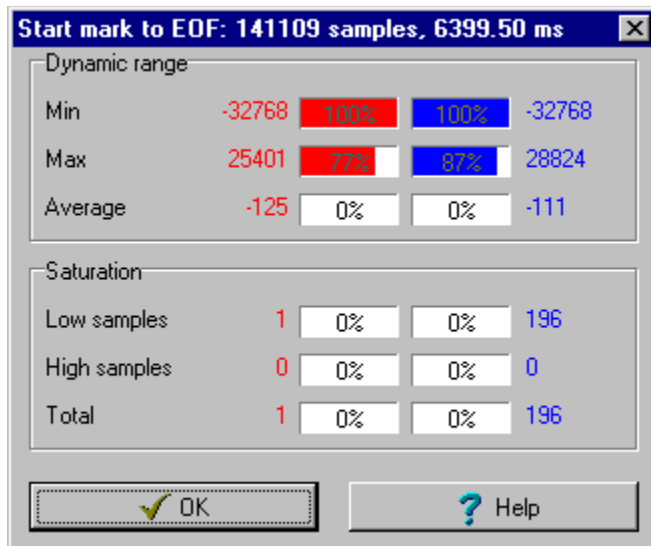 Start mark to EOF: 141109 samples, 6399.50 ms
Dynamic range
Min -32768 100% 100% -32768
Max 25401 77% 87% 28824
Average -125 0% 0% -111
Saturation
Low samples 1 0% 0% 196
High samples 0 0% 0% 0
Total 1 0% 0% 196
OK ? Help